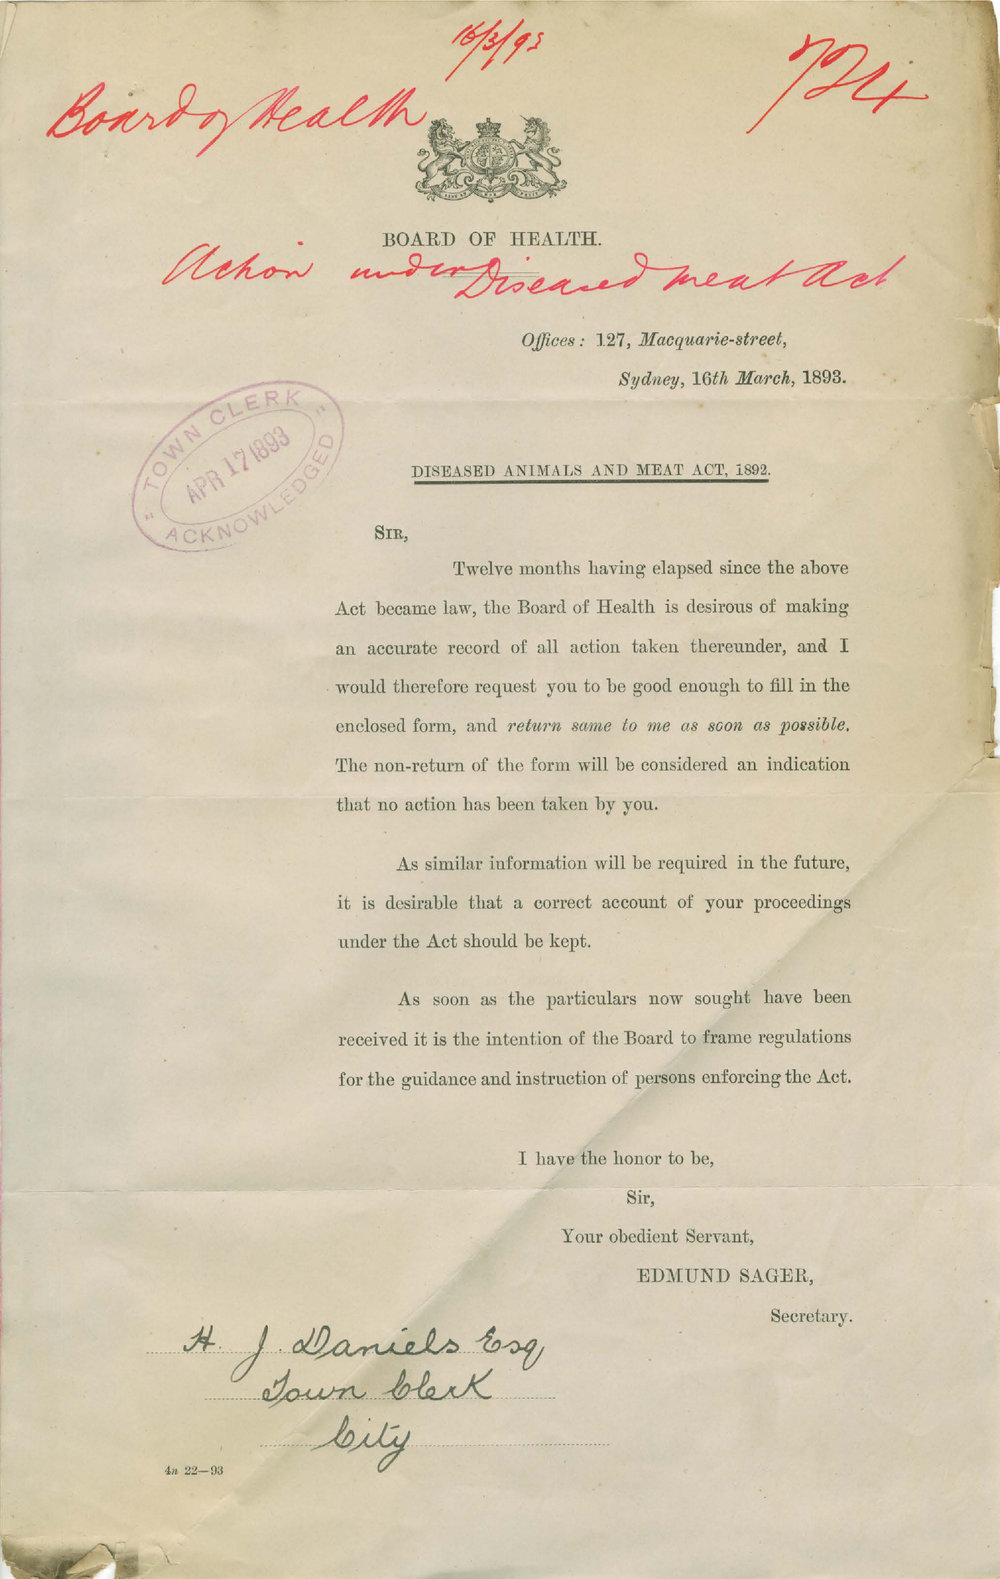 16/3/93
Board of Health
BOARD OF HEALTH.
Action under Diseased Meat Act
Offices: 127, Macquarie-street,
Sydney, 16th March, 1893.
"TOWN CLERK"
APR 17 1893
ACKNOWLEDGED
DISEASED ANIMALS AND MEAT ACT, 1892.
SIR,
Twelve months having elapsed since the above
Act became law, the Board of Health is desirous of making
an accurate record of all action taken thereunder, and I
would therefore request you to be good enough to fill in the
enclosed form, and return same to me as soon as possible.
The non-return of the form will be considered an indication
that no action has been taken by you.
As similar information will be required in the future,
it is desirable that a correct account of your proceedings
under the Act should be kept.
As soon as the particulars now sought have been
received it is the intention of the Board to frame regulations
for the guidance and instruction of persons enforcing the Act.
I have the honor to be,
Sir,
Your obedient Servant,
EDMUND SAGER,
Secretary.
H. J. Daniels Esq
Town Clerk
City
4n 22—93